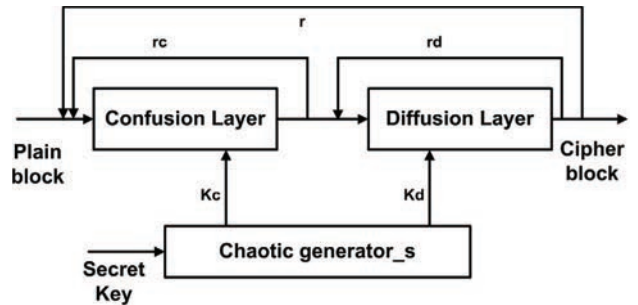 r
rc
rd
Confusion Layer
Diffusion Layer
Plain
block
Cipher
block
Kc
Kd
Chaotic generator_s
Secret
Key